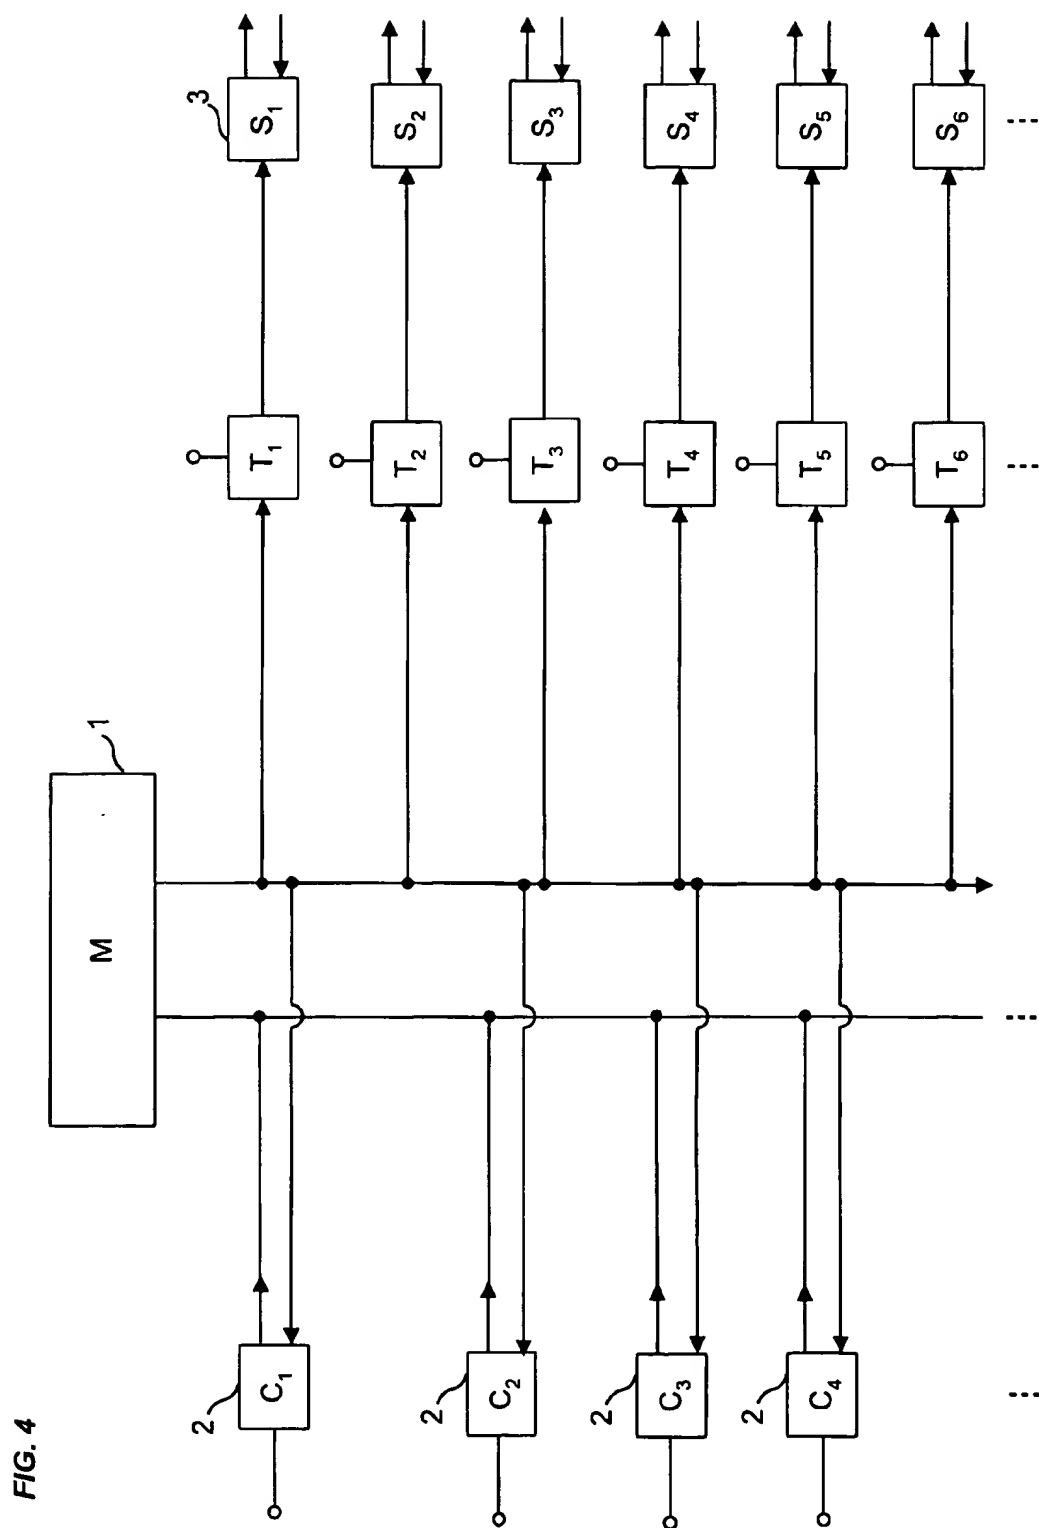 FIG. 4
M
1
2
C₁
2
C₂
2
C₃
2
C₄
T₁
T₂
T₃
T₄
T₅
T₆
3
S₁
S₂
S₃
S₄
S₅
S₆